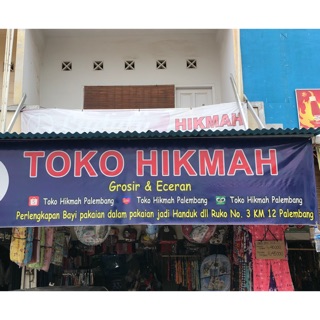 HIKMAH
TOKO HIKMAH
Grosir & Eceran
Toko Hikmah Palembang Toko Hikmah Palembang Toko Hikmah Palembang
Perlengkapan Bayi pakaian dalam pakaian jadi Handuk dll Ruko No. 3 KM 12 Palembang